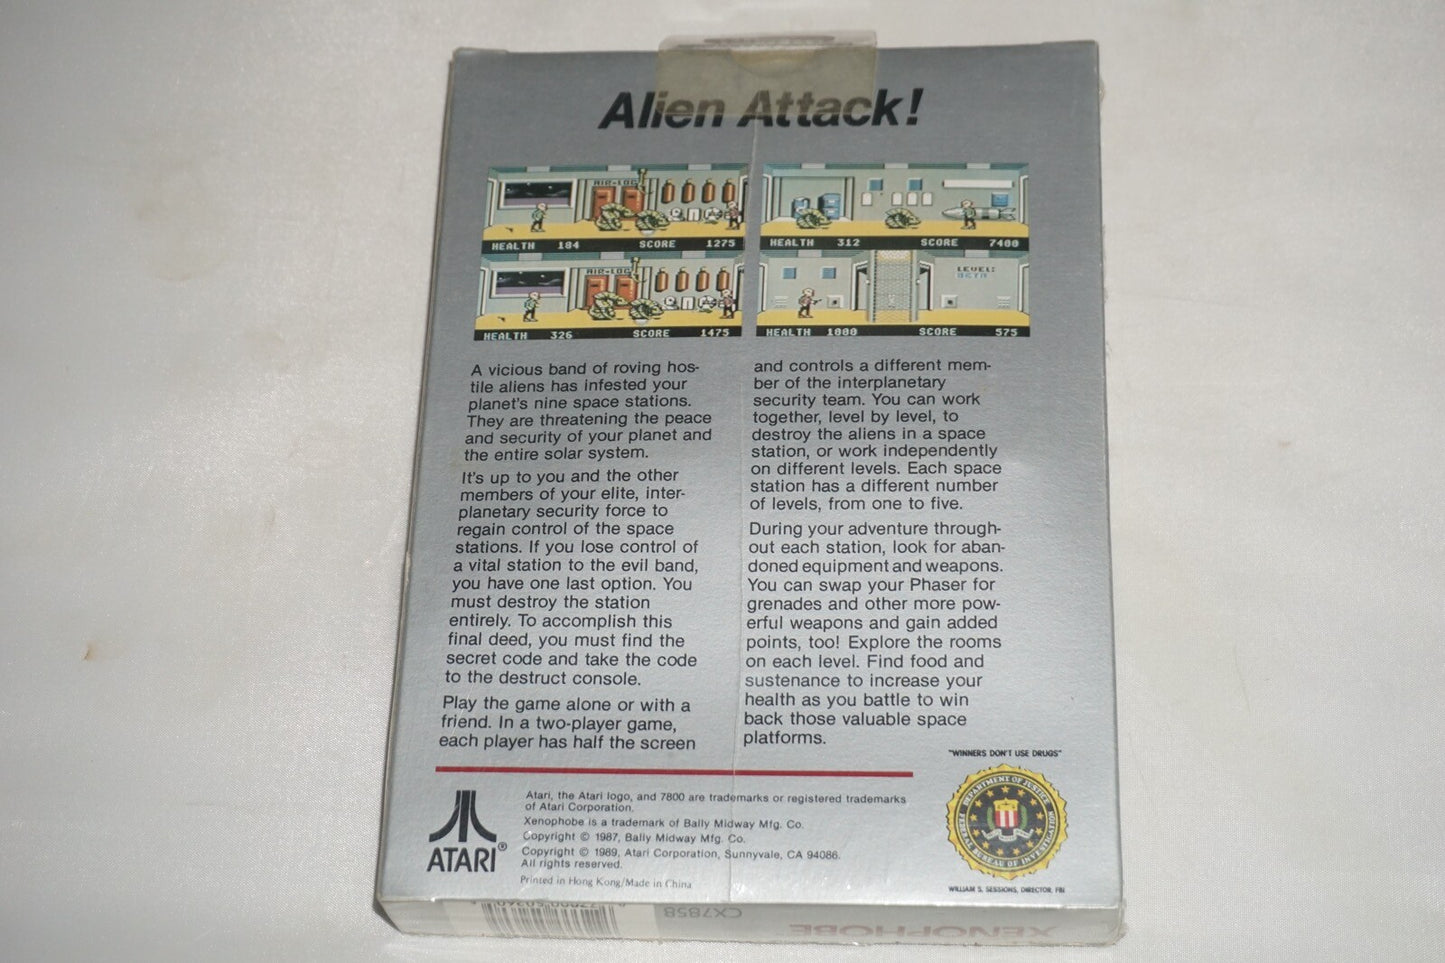 Alien Attack!
AIR-LOC
HEALTH 184 SCORE 1275
AIR-LOC
HEALTH 326 SCORE 1475
HEALTH 312 SCORE 7400
LEVEL:
BETA
HEALTH 1000 SCORE 575
A vicious band of roving hos-
tile aliens has infested your
planet's nine space stations.
They are threatening the peace
and security of your planet and
the entire solar system.
It's up to you and the other
members of your elite, inter-
planetary security force to
regain control of the space
stations. If you lose control of
a vital station to the evil band,
you have one last option. You
must destroy the station
entirely. To accomplish this
final deed, you must find the
secret code and take the code
to the destruct console.
Play the game alone or with a
friend. In a two-player game,
each player has half the screen
and controls a different mem-
ber of the interplanetary
security team. You can work
together, level by level, to
destroy the aliens in a space
station, or work independently
on different levels. Each space
station has a different number
of levels, from one to five.
During your adventure through-
out each station, look for aban-
doned equipment and weapons.
You can swap your Phaser for
grenades and other more pow-
erful weapons and gain added
points, too! Explore the rooms
on each level. Find food and
sustenance to increase your
health as you battle to win
back those valuable space
platforms.
"WINNERS DON'T USE DRUGS"
DEPARTMENT OF JUSTICE
FEDERAL BUREAU OF INVESTIGATION
WILLIAM S. SESSIONS, DIRECTOR, FBI
ATARI®
Atari, the Atari logo, and 7800 are trademarks or registered trademarks
of Atari Corporation.
Xenophobe is a trademark of Bally Midway Mfg. Co.
Copyright © 1987, Bally Midway Mfg. Co.
Copyright © 1989, Atari Corporation, Sunnyvale, CA 94086.
All rights reserved.
Printed in Hong Kong/Made in China
CX7858
XENOPHOBE